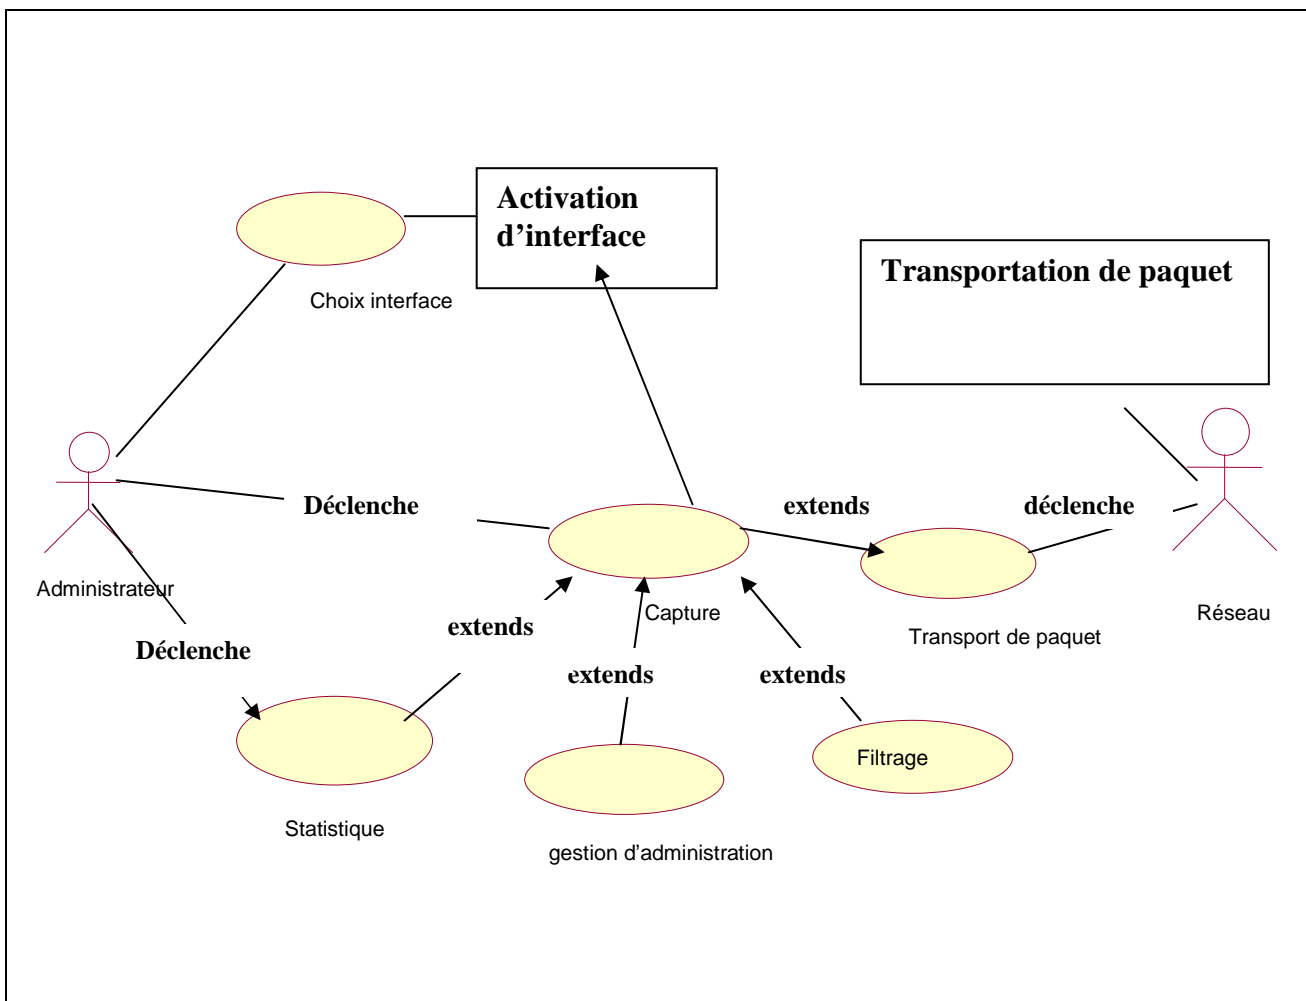 Activation
d’interface
Transportation de paquet
Choix interface
Déclenche
extends
déclenche
Administrateur
Capture
Réseau
extends
Transport de paquet
Déclenche
extends
extends
Filtrage
Statistique
gestion d’administration